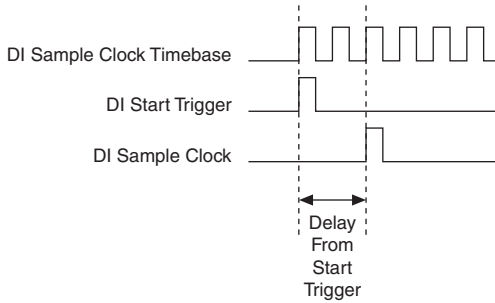 DI Sample Clock Timebase
DI Start Trigger
DI Sample Clock
Delay
From
Start
Trigger